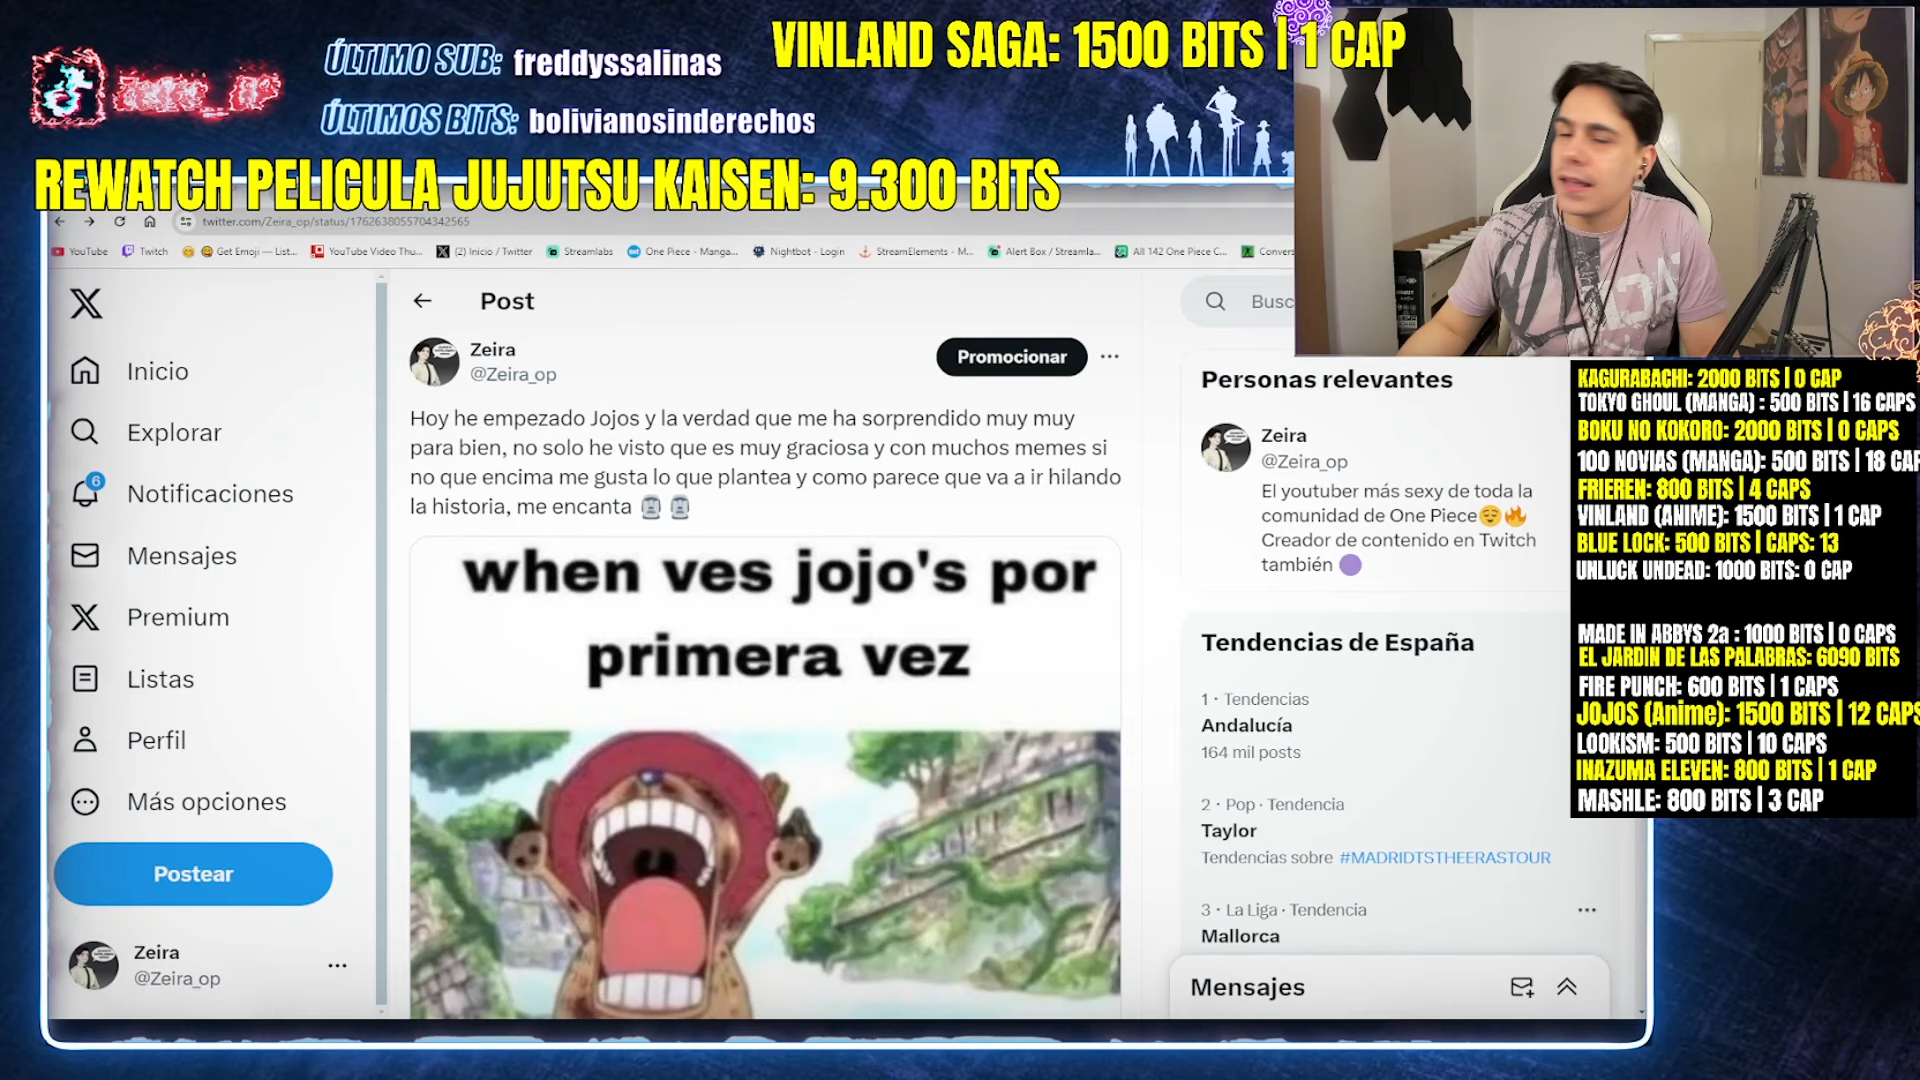 VINLAND SAGA: 1500 BITS | 1 CAP
ÚLTIMO SUB: freddyssalinas
ÚLTIMOS BITS: bolivianosinderechos
REWATCH PELICULA JUJUTSU KAISEN: 9.300 BITS
twitter.com/Zeira_op/status/1762638055704342565
YouTube
Twitch
Get Emoji — List...
YouTube Video Thu...
(2) Inicio / Twitter
Streamlabs
One Piece - Manga...
Nightbot - Login
StreamElements - M...
Alert Box / Streamla...
All 142 One Piece C...
Convers
Inicio
Explorar
6
Notificaciones
Mensajes
Premium
Listas
Perfil
Más opciones
Postear
Zeira
@Zeira_op
Post
Zeira
@Zeira_op
Promocionar
Hoy he empezado Jojos y la verdad que me ha sorprendido muy muy
para bien, no solo he visto que es muy graciosa y con muchos memes si
no que encima me gusta lo que plantea y como parece que va a ir hilando
la historia, me encanta 🗿 🗿
when ves jojo's por
primera vez
Busc
Personas relevantes
Zeira
@Zeira_op
El youtuber más sexy de toda la
comunidad de One Piece😌🔥
Creador de contenido en Twitch
también 🟣
Tendencias de España
1 · Tendencias
Andalucía
164 mil posts
2 · Pop · Tendencia
Taylor
Tendencias sobre #MADRIDTSTHEERASTOUR
3 · La Liga · Tendencia
Mallorca
Mensajes
KAGURABACHI: 2000 BITS | 0 CAP
TOKYO GHOUL (MANGA) : 500 BITS | 16 CAPS
BOKU NO KOKORO: 2000 BITS | 0 CAPS
100 NOVIAS (MANGA): 500 BITS | 18 CAP
FRIEREN: 800 BITS | 4 CAPS
VINLAND (ANIME): 1500 BITS | 1 CAP
BLUE LOCK: 500 BITS | CAPS: 13
UNLUCK UNDEAD: 1000 BITS: 0 CAP
MADE IN ABBYS 2a : 1000 BITS | 0 CAPS
EL JARDIN DE LAS PALABRAS: 6090 BITS
FIRE PUNCH: 600 BITS | 1 CAPS
JOJOS (Anime): 1500 BITS | 12 CAPS
LOOKISM: 500 BITS | 10 CAPS
INAZUMA ELEVEN: 800 BITS | 1 CAP
MASHLE: 800 BITS | 3 CAP